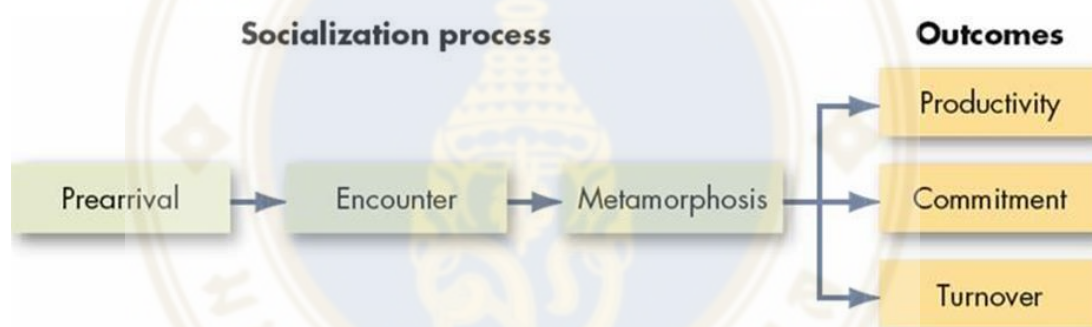 Socialization process
Outcomes
Productivity
Prearrival
Encounter
Metamorphosis
Commitment
Turnover